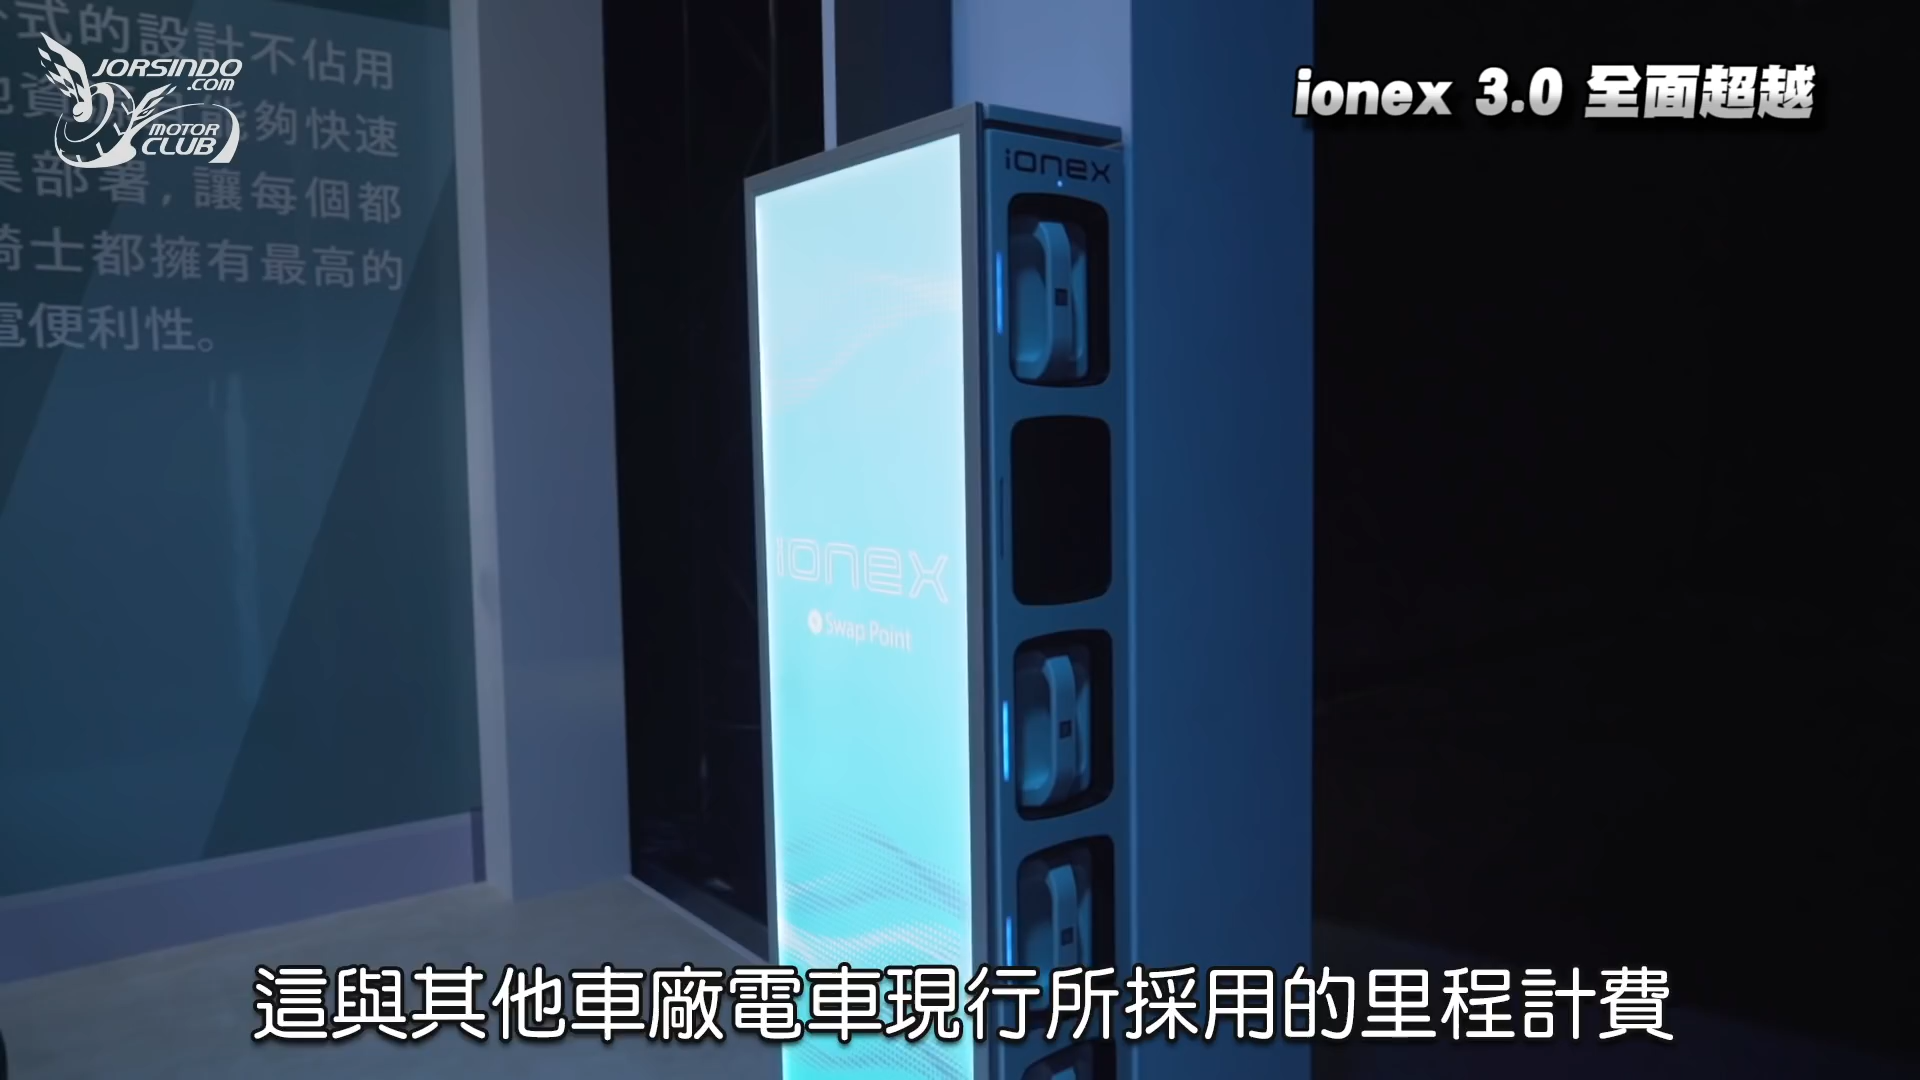 式的設計不佔用
JORSINDO
.COM
能夠快速
MOTOR
CLUB
部署，讓每個都
騎士都擁有最高的
電便利性。
ionex 3.0 全面超越
ionex
ionex
Swap Point
這與其他車廠電車現行所採用的里程計費